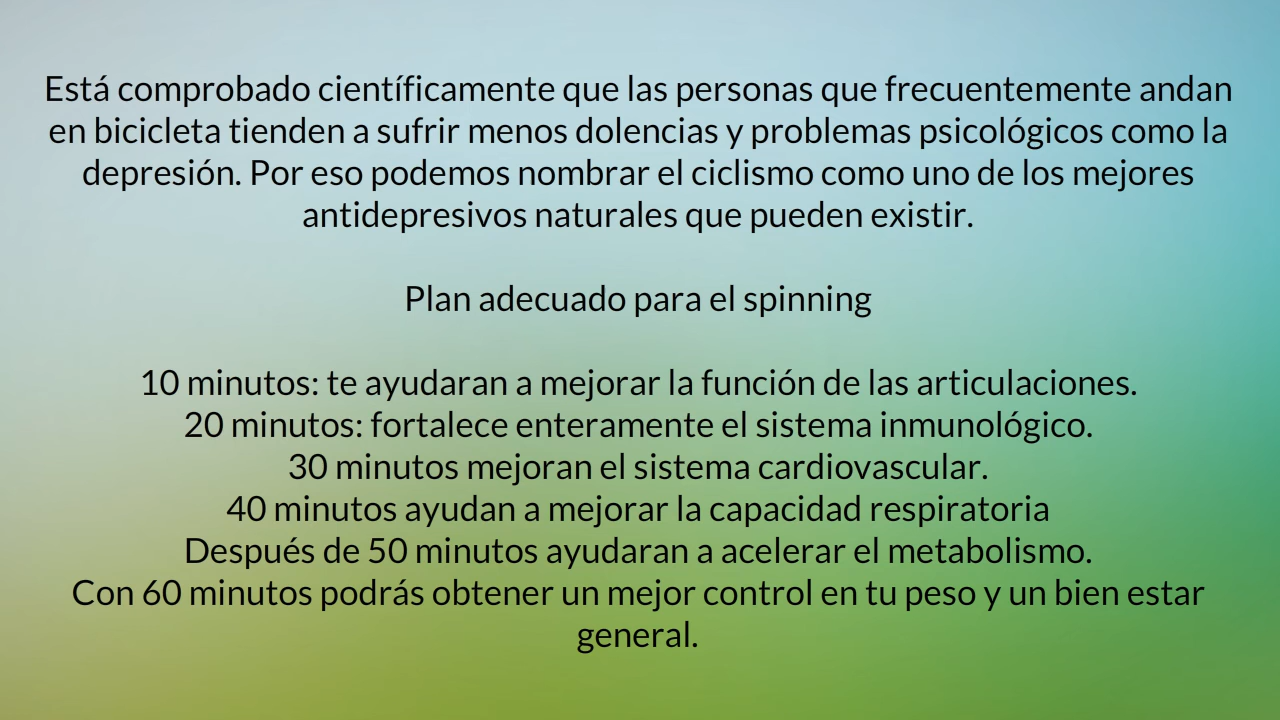 Está comprobado científicamente que las personas que frecuentemente andan
en bicicleta tienden a sufrir menos dolencias y problemas psicológicos como la
depresión. Por eso podemos nombrar el ciclismo como uno de los mejores
antidepresivos naturales que pueden existir.
Plan adecuado para el spinning
10 minutos: te ayudaran a mejorar la función de las articulaciones.
20 minutos: fortalece enteramente el sistema inmunológico.
30 minutos mejoran el sistema cardiovascular.
40 minutos ayudan a mejorar la capacidad respiratoria
Después de 50 minutos ayudaran a acelerar el metabolismo.
Con 60 minutos podrás obtener un mejor control en tu peso y un bien estar
general.